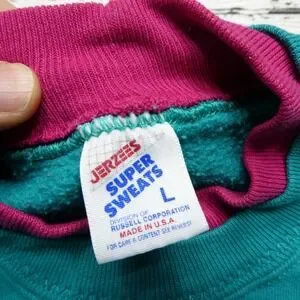 JERZEES
SUPER
SWEATS
L
DIVISION OF
RUSSELL CORPORATION
MADE IN U.S.A.
FOR CARE & CONTENT SEE REVERSE